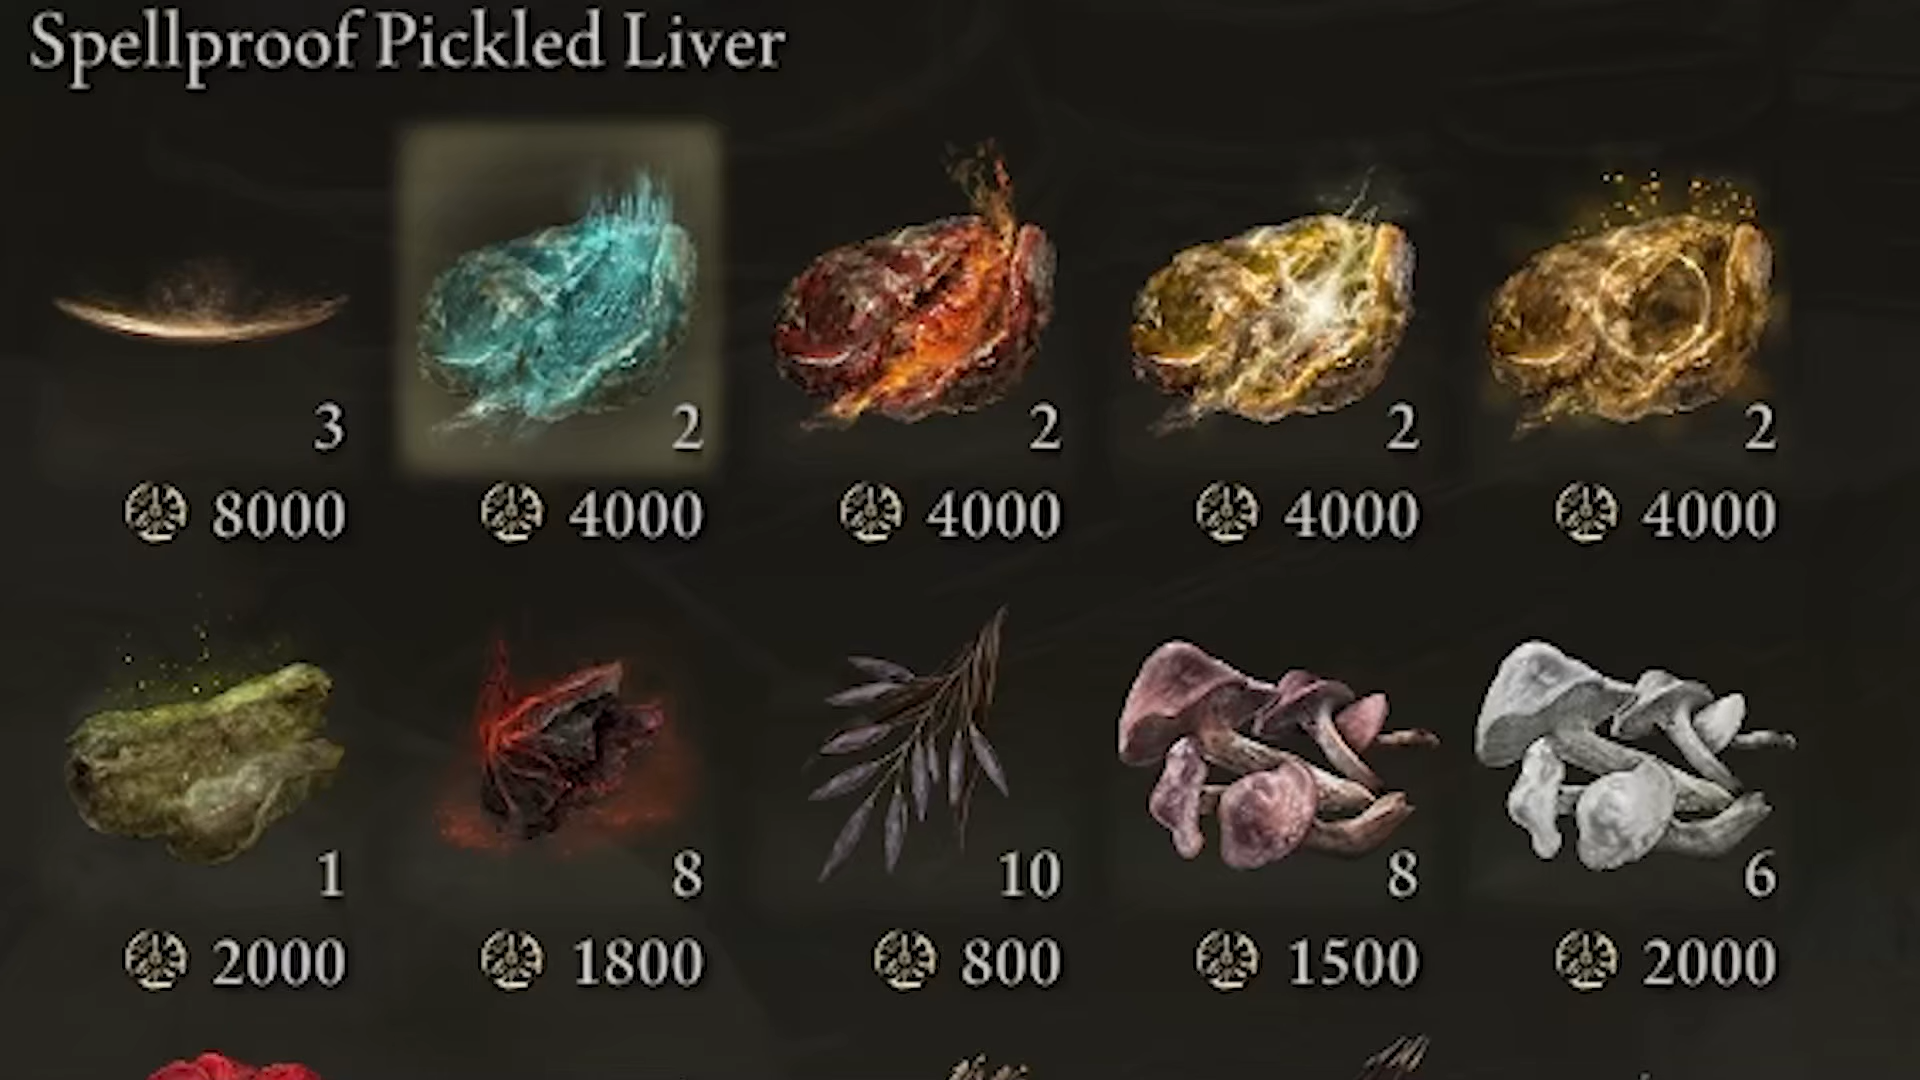 Spellproof Pickled Liver
3 2 2 2 2
8000 4000 4000 4000 4000
1 8 10 8 6
2000 1800 800 1500 2000